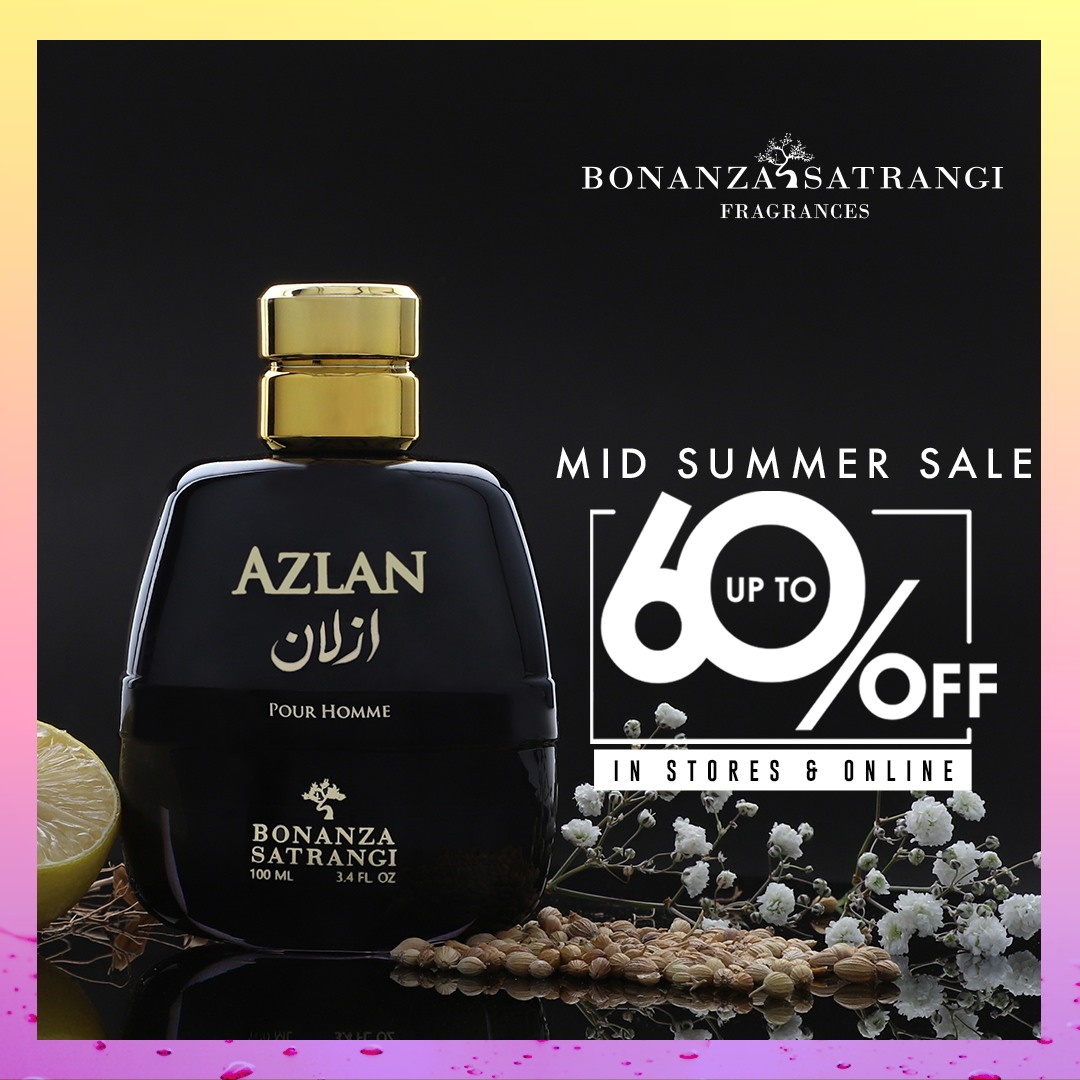 BONANZA SATRANGI
FRAGRANCES
MID SUMMER SALE
60%
UP TO
OFF
IN STORES & ONLINE
AZLAN
ازلان
POUR HOMME
BONANZA
SATRANGI
100 ML 3.4 FL OZ